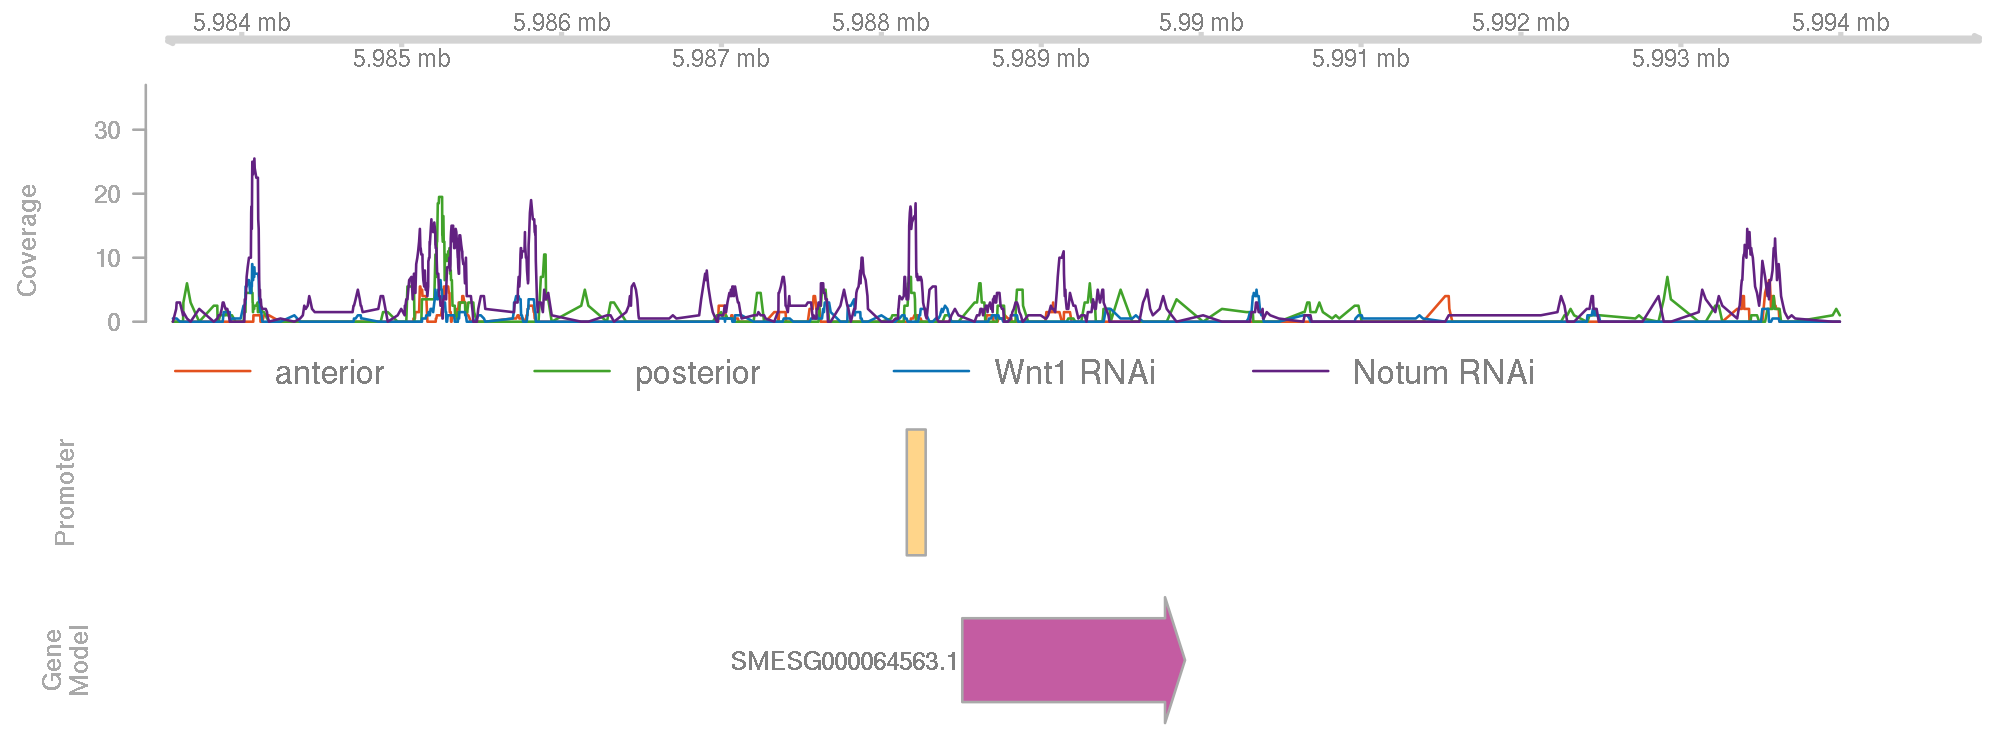 5.984 mb 5.986 mb 5.988 mb 5.99 mb 5.992 mb 5.994 mb
5.985 mb 5.987 mb 5.989 mb 5.991 mb 5.993 mb
Coverage
30
20
10
0
anterior posterior Wnt1 RNAi Notum RNAi
Promoter
Gene
Model
SMESG000064563.1